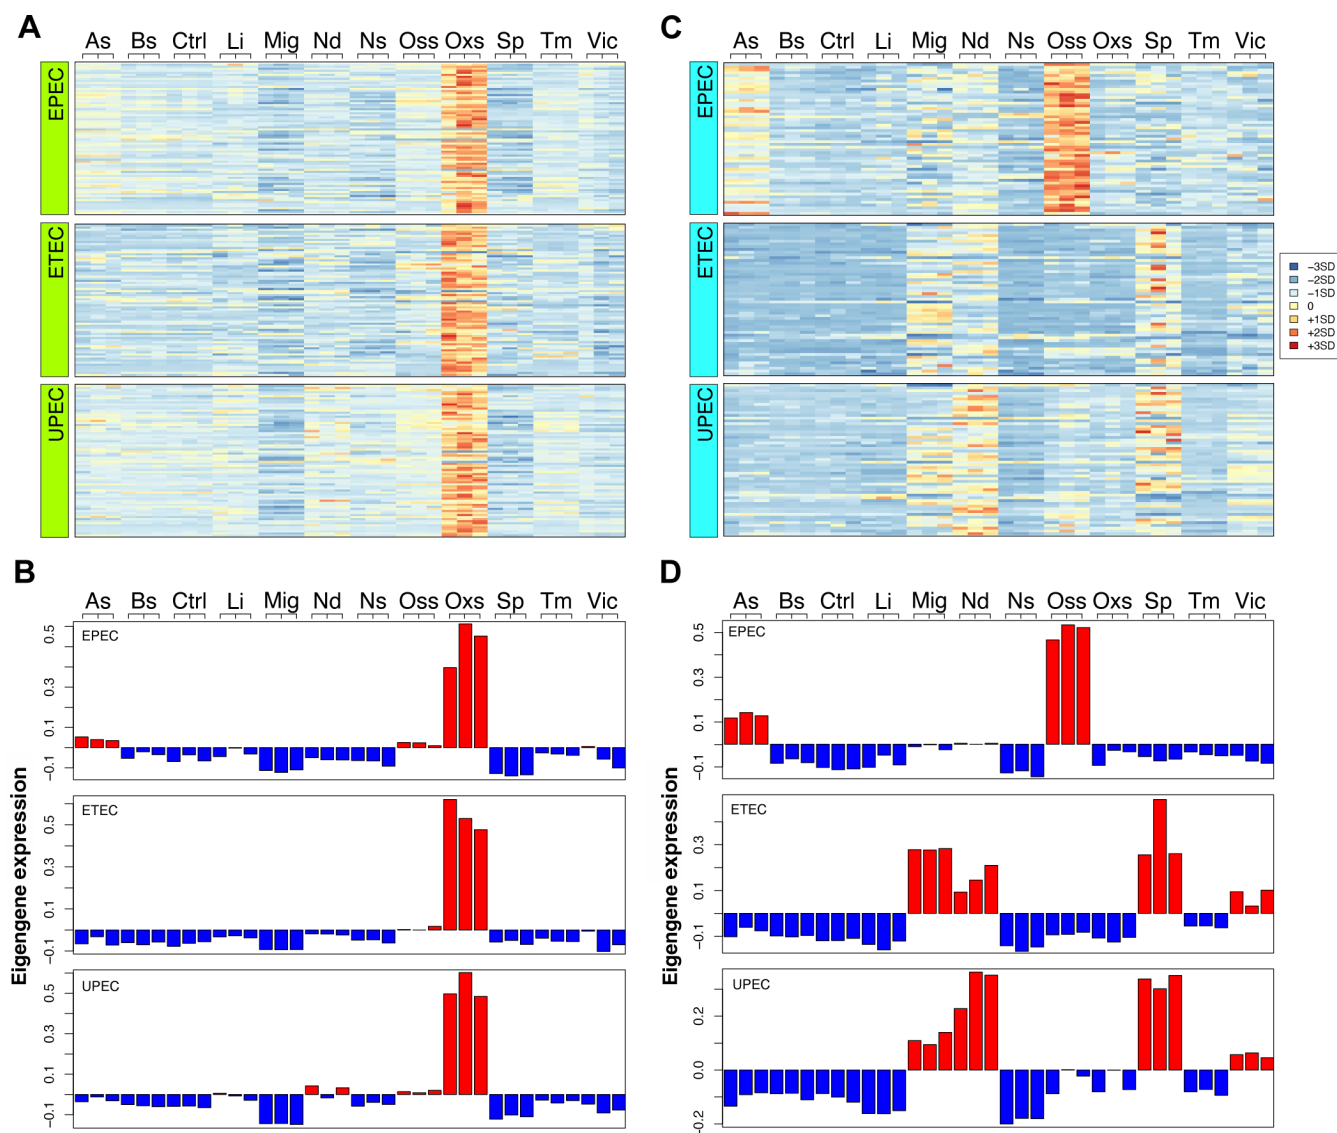 A
As Bs Ctrl Li Mig Nd Ns Oss Oxs Sp Tm Vic
EPEC
ETEC
UPEC
C
As Bs Ctrl Li Mig Nd Ns Oss Oxs Sp Tm Vic
EPEC
ETEC
UPEC
−3SD
−2SD
−1SD
0
+1SD
+2SD
+3SD
B
As Bs Ctrl Li Mig Nd Ns Oss Oxs Sp Tm Vic
Eigengene expression
EPEC
0.5
0.3
0.1
−0.1
ETEC
0.5
0.3
0.1
−0.1
UPEC
0.5
0.3
0.1
−0.1
D
As Bs Ctrl Li Mig Nd Ns Oss Oxs Sp Tm Vic
Eigengene expression
EPEC
0.5
0.3
0.1
−0.1
ETEC
0.3
0.1
−0.1
UPEC
0.2
0.0
−0.2